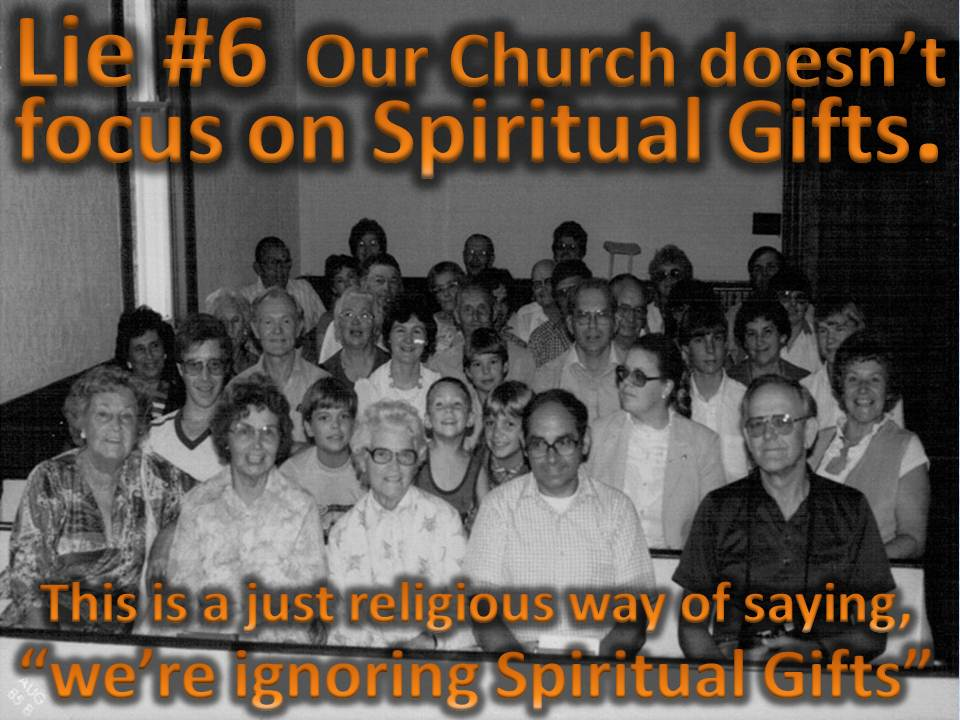 Lie #6 Our Church doesn’t
focus on Spiritual Gifts.
This is a just religious way of saying,
“we’re ignoring Spiritual Gifts”
AUG